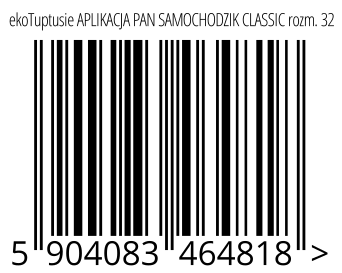 ekoTuptusie APLIKACJA PAN SAMOCHODZIK CLASSIC rozm. 32
5 904083 464818 >